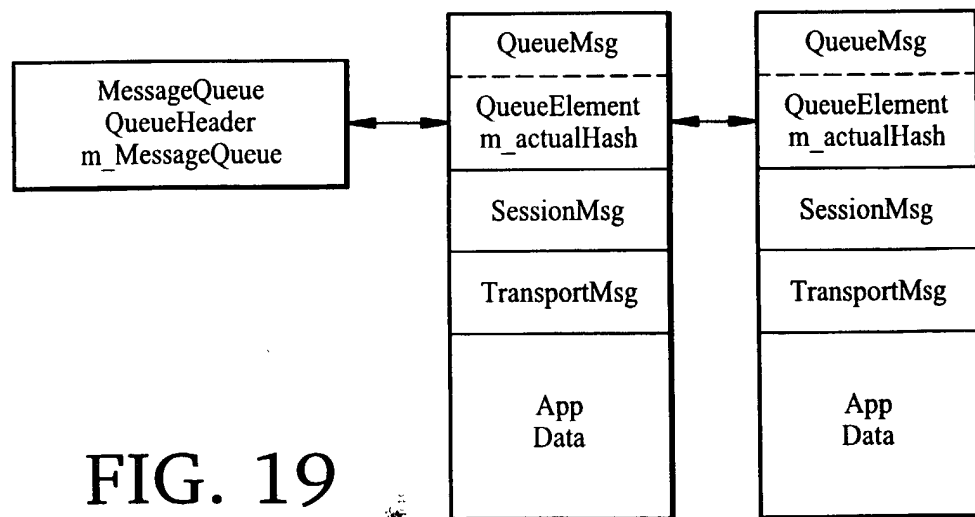 MessageQueue
QueueHeader
m_MessageQueue
QueueMsg
QueueElement
m_actualHash
SessionMsg
TransportMsg
App
Data
QueueMsg
QueueElement
m_actualHash
SessionMsg
TransportMsg
App
Data
FIG. 19